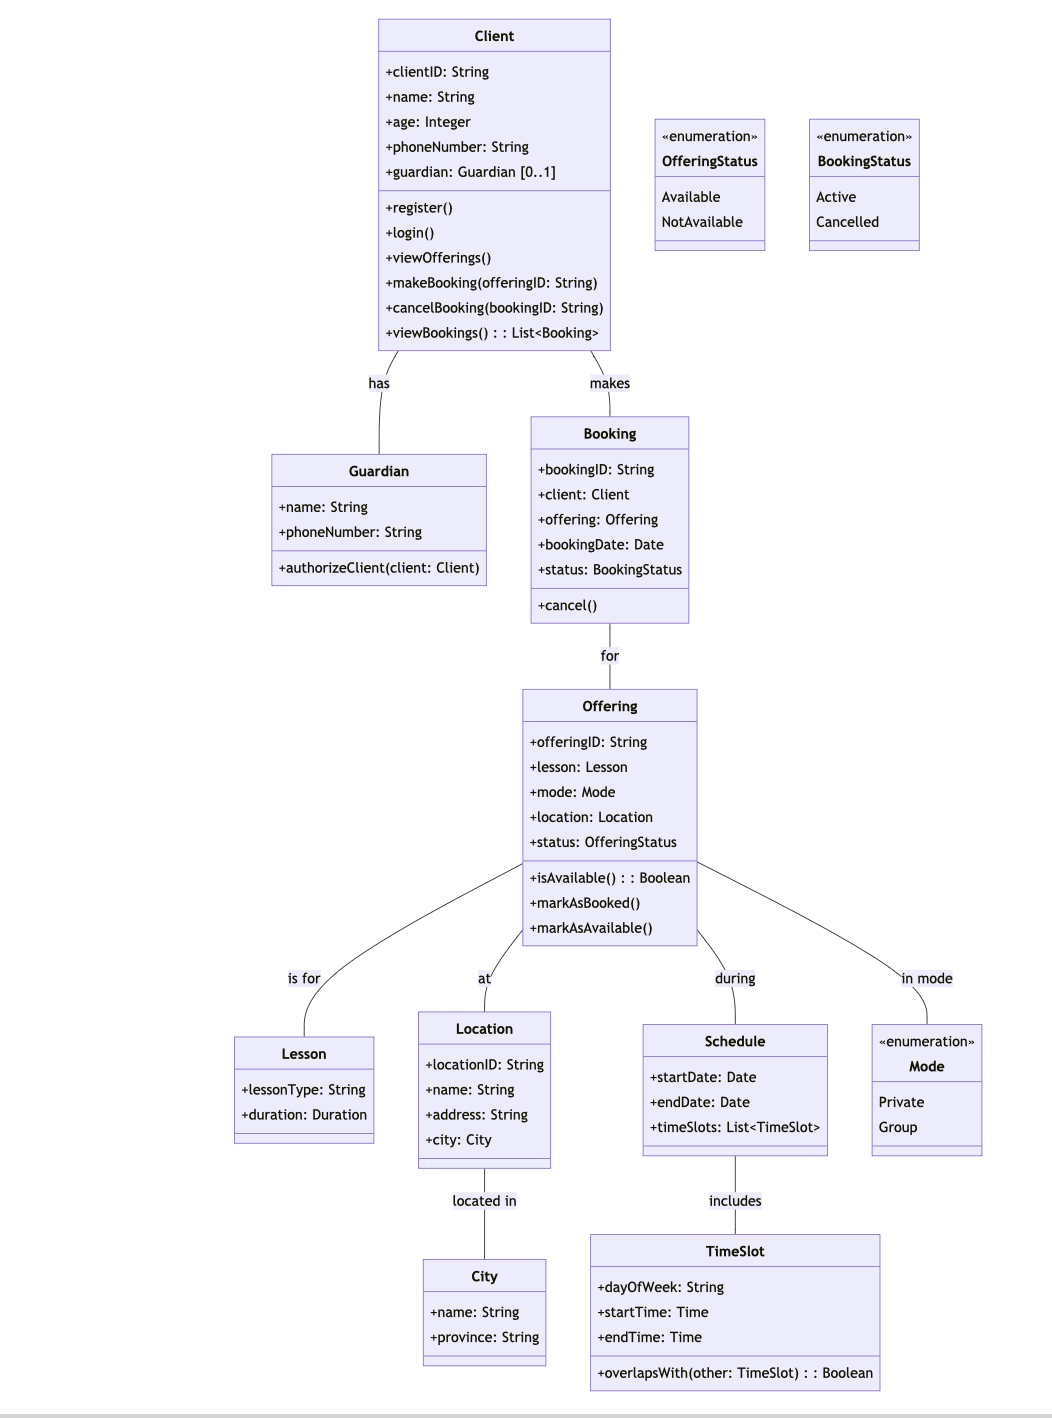 Client
+clientID: String
+name: String
+age: Integer
+phoneNumber: String
+guardian: Guardian [0..1]
+register()
+login()
+viewOfferings()
+makeBooking(offeringID: String)
+cancelBooking(bookingID: String)
+viewBookings() : : List<Booking>
«enumeration»
OfferingStatus
Available
NotAvailable
«enumeration»
BookingStatus
Active
Cancelled
has
makes
Guardian
+name: String
+phoneNumber: String
+authorizeClient(client: Client)
Booking
+bookingID: String
+client: Client
+offering: Offering
+bookingDate: Date
+status: BookingStatus
+cancel()
for
Offering
+offeringID: String
+lesson: Lesson
+mode: Mode
+location: Location
+status: OfferingStatus
+isAvailable() : : Boolean
+markAsBooked()
+markAsAvailable()
is for
at
during
in mode
Lesson
+lessonType: String
+duration: Duration
Location
+locationID: String
+name: String
+address: String
+city: City
Schedule
+startDate: Date
+endDate: Date
+timeSlots: List<TimeSlot>
«enumeration»
Mode
Private
Group
located in
includes
City
+name: String
+province: String
TimeSlot
+dayOfWeek: String
+startTime: Time
+endTime: Time
+overlapsWith(other: TimeSlot) : : Boolean